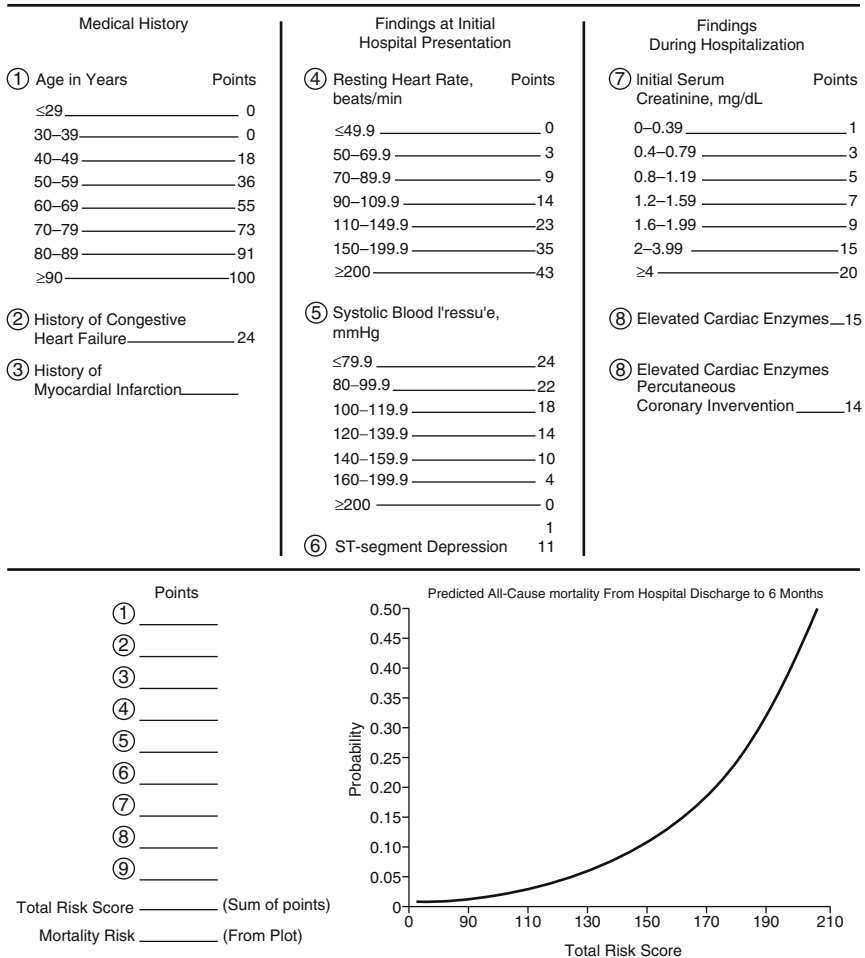 Medical History
① Age in Years Points
≤29 0
30–39 0
40–49 18
50–59 36
60–69 55
70–79 73
80–89 91
≥90 100
② History of Congestive
Heart Failure 24
③ History of
Myocardial Infarction
Findings at Initial
Hospital Presentation
④ Resting Heart Rate, Points
beats/min
≤49.9 0
50–69.9 3
70–89.9 9
90–109.9 14
110–149.9 23
150–199.9 35
≥200 43
⑤ Systolic Blood l'ressu'e,
mmHg
≤79.9 24
80–99.9 22
100–119.9 18
120–139.9 14
140–159.9 10
160–199.9 4
≥200 0
1
⑥ ST-segment Depression 11
Findings
During Hospitalization
⑦ Initial Serum Points
Creatinine, mg/dL
0–0.39 1
0.4–0.79 3
0.8–1.19 5
1.2–1.59 7
1.6–1.99 9
2–3.99 15
≥4 20
⑧ Elevated Cardiac Enzymes 15
⑧ Elevated Cardiac Enzymes
Percutaneous
Coronary Invervention 14
Points
①
②
③
④
⑤
⑥
⑦
⑧
⑨
Total Risk Score (Sum of points)
Mortality Risk (From Plot)
Predicted All-Cause mortality From Hospital Discharge to 6 Months
Probability
0.50
0.45
0.40
0.35
0.30
0.25
0.20
0.15
0.10
0.05
0
0 90 110 130 150 170 190 210
Total Risk Score